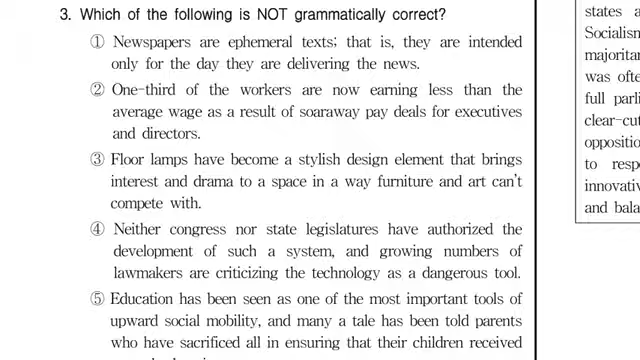 3. Which of the following is NOT grammatically correct?
① Newspapers are ephemeral texts; that is, they are intended
only for the day they are delivering the news.
② One-third of the workers are now earning less than the
average wage as a result of soaraway pay deals for executives
and directors.
③ Floor lamps have become a stylish design element that brings
interest and drama to a space in a way furniture and art can't
compete with.
④ Neither congress nor state legislatures have authorized the
development of such a system, and growing numbers of
lawmakers are criticizing the technology as a dangerous tool.
⑤ Education has been seen as one of the most important tools of
upward social mobility, and many a tale has been told parents
who have sacrificed all in ensuring that their children received
states a
Socialism
majoritar
was ofte
full parli
clear-cut
oppositio
to resp
innovativ
and bala